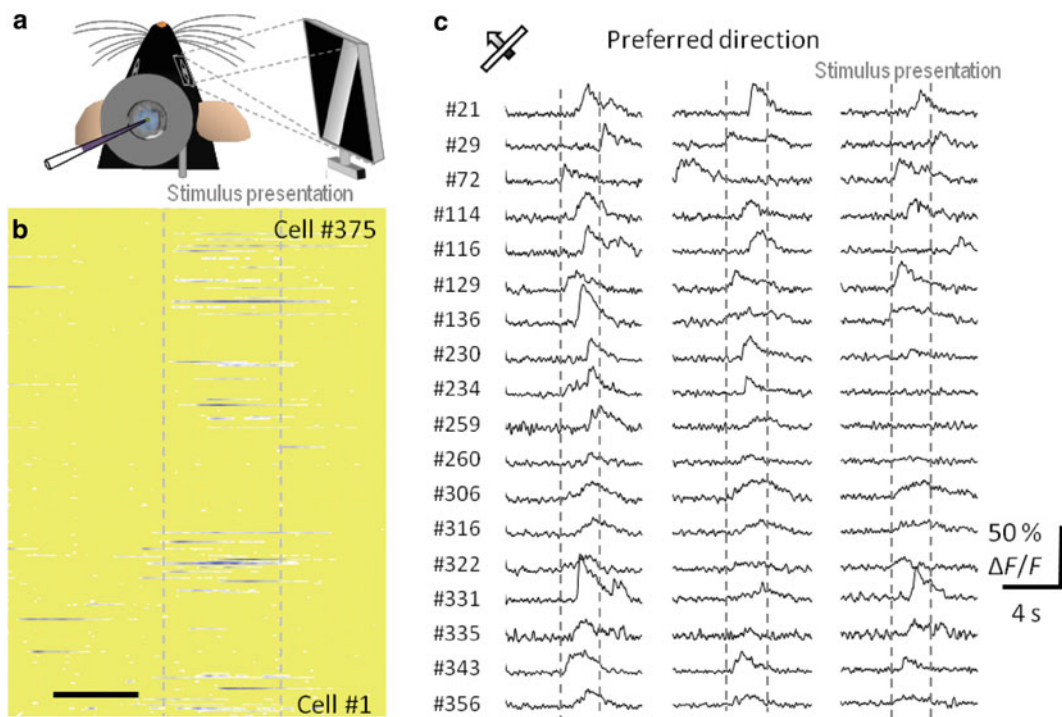 a
Stimulus presentation
b
Cell #375
Cell #1
c
Preferred direction
Stimulus presentation
#21
#29
#72
#114
#116
#129
#136
#230
#234
#259
#260
#306
#316
#322
#331
#335
#343
#356
50 %
ΔF/F
4 s